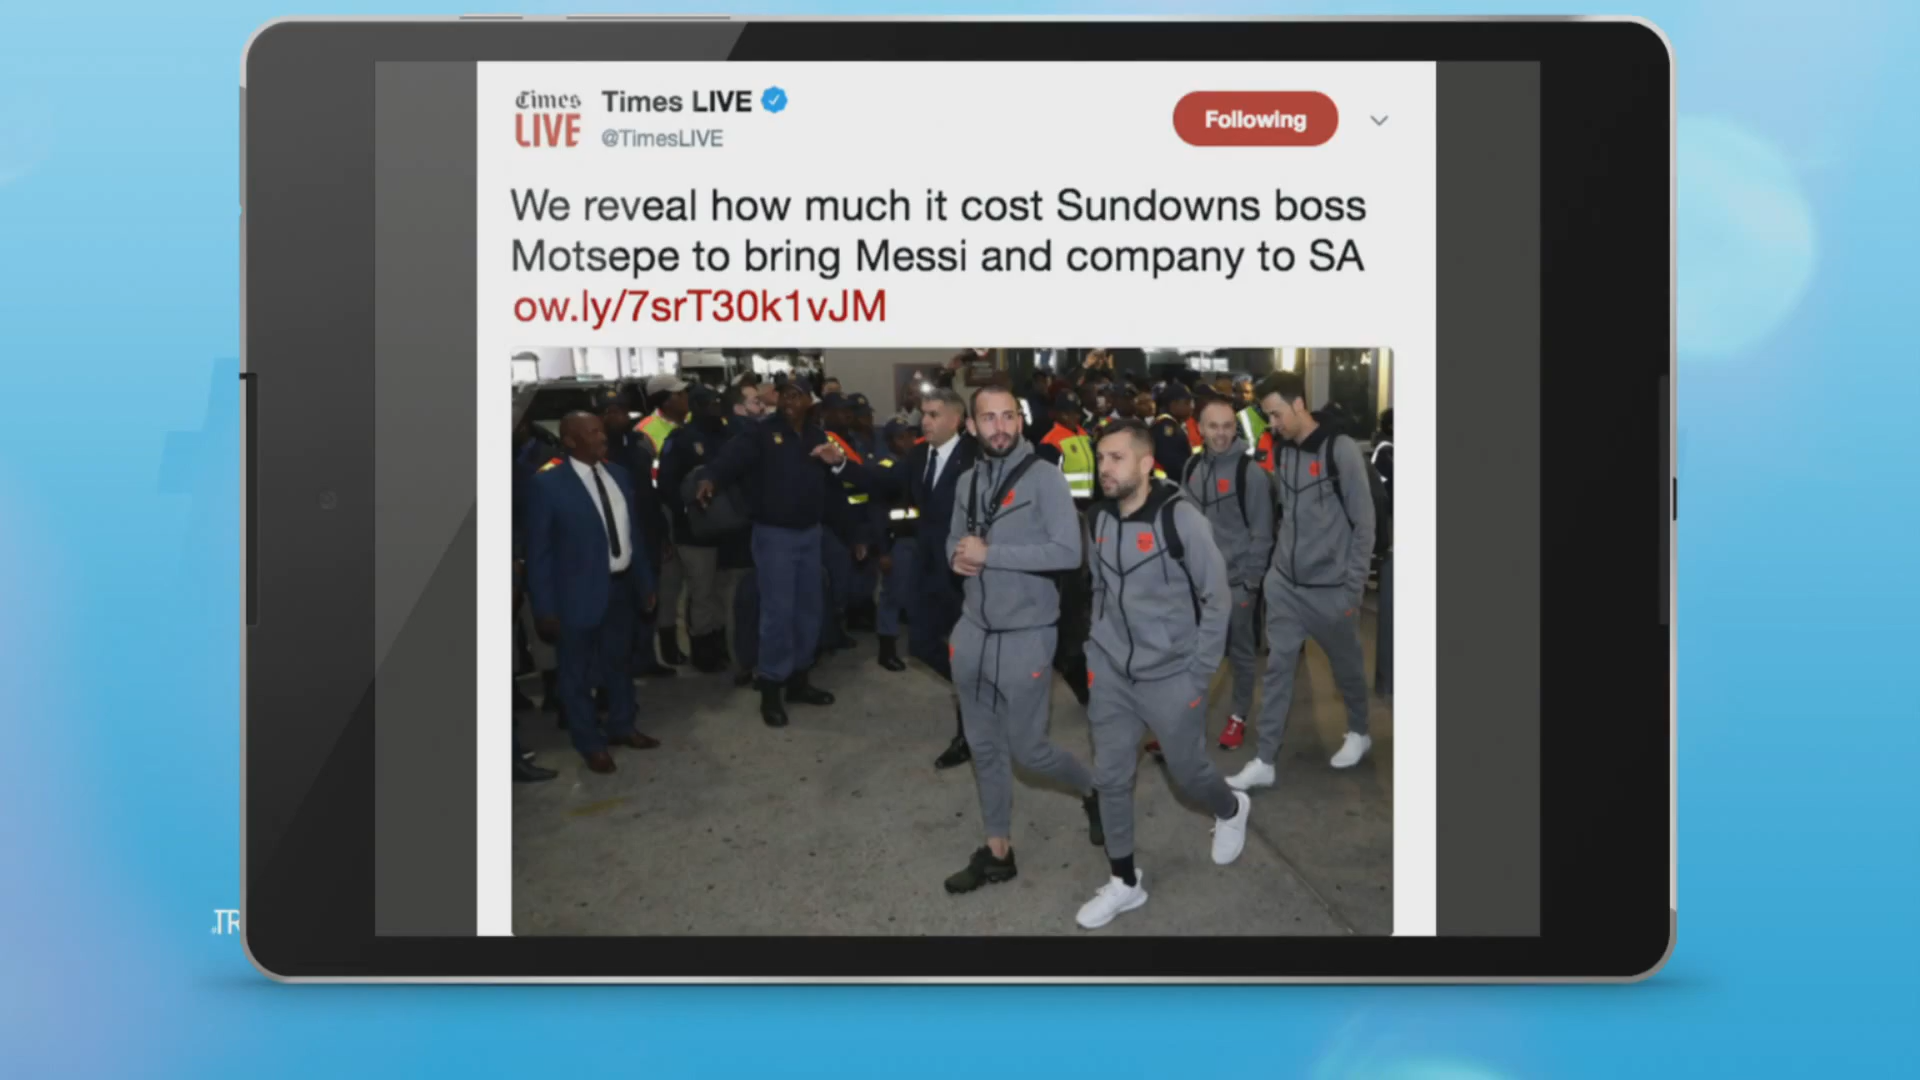 Times
LIVE
Times LIVE
@TimesLIVE
Following
We reveal how much it cost Sundowns boss
Motsepe to bring Messi and company to SA
ow.ly/7srT30k1vJM
.TR